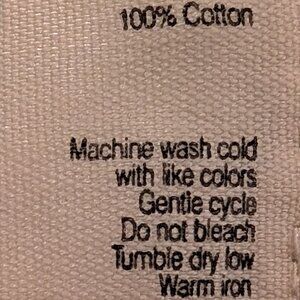 100% Cotton
Machine wash cold
with like colors
Gentle cycle
Do not bleach
Tumble dry low
Warm iron